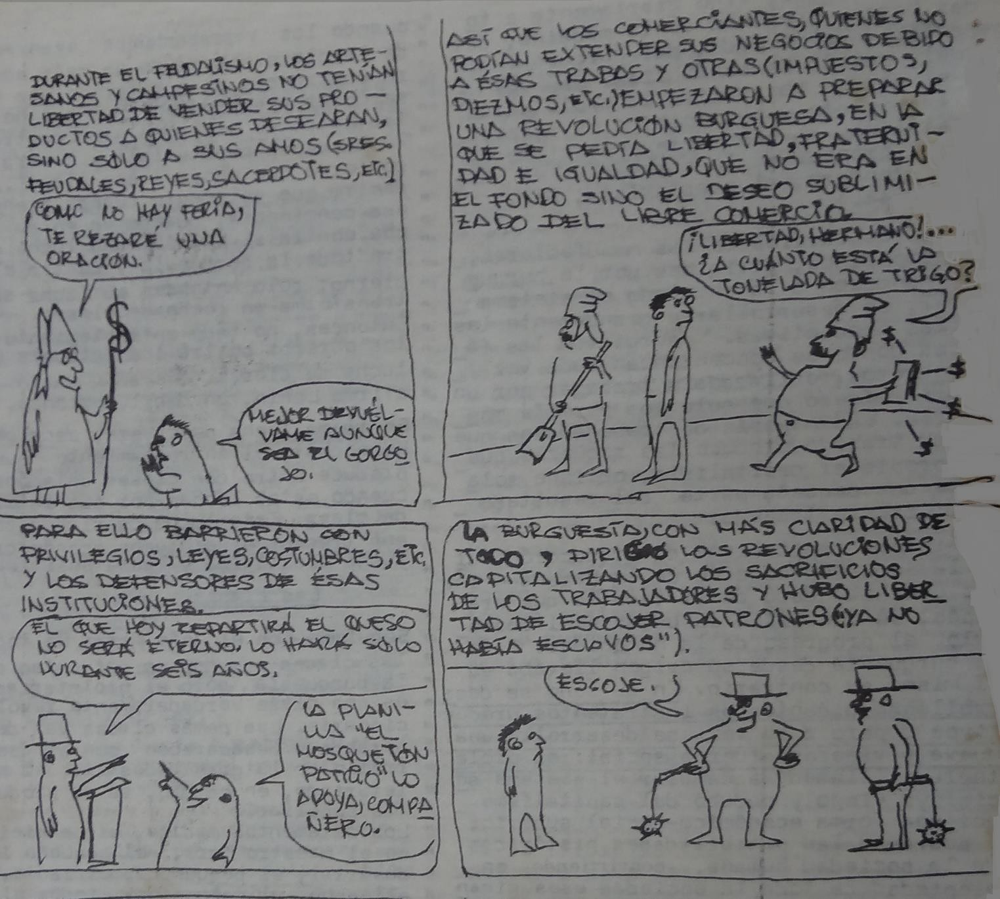 DURANTE EL FEUDALISMO, LOS ARTE-
SANOS Y CAMPESINOS NO TENÍAN
LIBERTAD DE VENDER SUS PRO-
DUCTOS A QUIENES DESEARAN,
SINO SÓLO A SUS AMOS (SRES.
FEUDALES, REYES, SACERDOTES, ETC.)
COMO NO HAY FERIA,
TE REZARÉ UNA
ORACIÓN.
MEJOR DEVUÉL-
VAME AUNQUE
SEA EL GORGO
JO.
ASÍ QUE LOS COMERCIANTES, QUIENES NO
PODÍAN EXTENDER SUS NEGOCIOS DEBIDO
A ÉSAS TRABAS Y OTRAS (IMPUESTOS,
DIEZMOS, ETC.) EMPEZARON A PREPARAR
UNA REVOLUCIÓN BURGUESA, EN LA
QUE SE PEDÍA LIBERTAD, FRATERNI-
DAD E IGUALDAD, QUE NO ERA EN
EL FONDO SINO EL DESEO SUBLIMI-
ZADO DEL LIBRE COMERCIO.
¡LIBERTAD, HERMANO!...
¿A CUÁNTO ESTÁ LA
TONELADA DE TRIGO?
$
$
$
$
$
PARA ELLO BARRIERON CON
PRIVILEGIOS, LEYES, COSTUMBRES, ETC.
Y LOS DEFENSORES DE ÉSAS
INSTITUCIONES.
EL QUE HOY REPARTIRÁ EL QUESO
NO SERÁ ETERNO. LO HARÁ SÓLO
DURANTE SEIS AÑOS.
LA PLANI-
LLA "EL
MOSQUETÓN
PATRIO" LO
APOYA, COMPA
ÑERO.
LA BURGUESÍA, CON MÁS CLARIDAD DE
TODO, DIRIGIÓ LAS REVOLUCIONES
CAPITALIZANDO LOS SACRIFICIOS
DE LOS TRABAJADORES Y HUBO LIBER
TAD DE ESCOJER PATRONES ("YA NO
HABÍA ESCLAVOS").
ESCOJE.